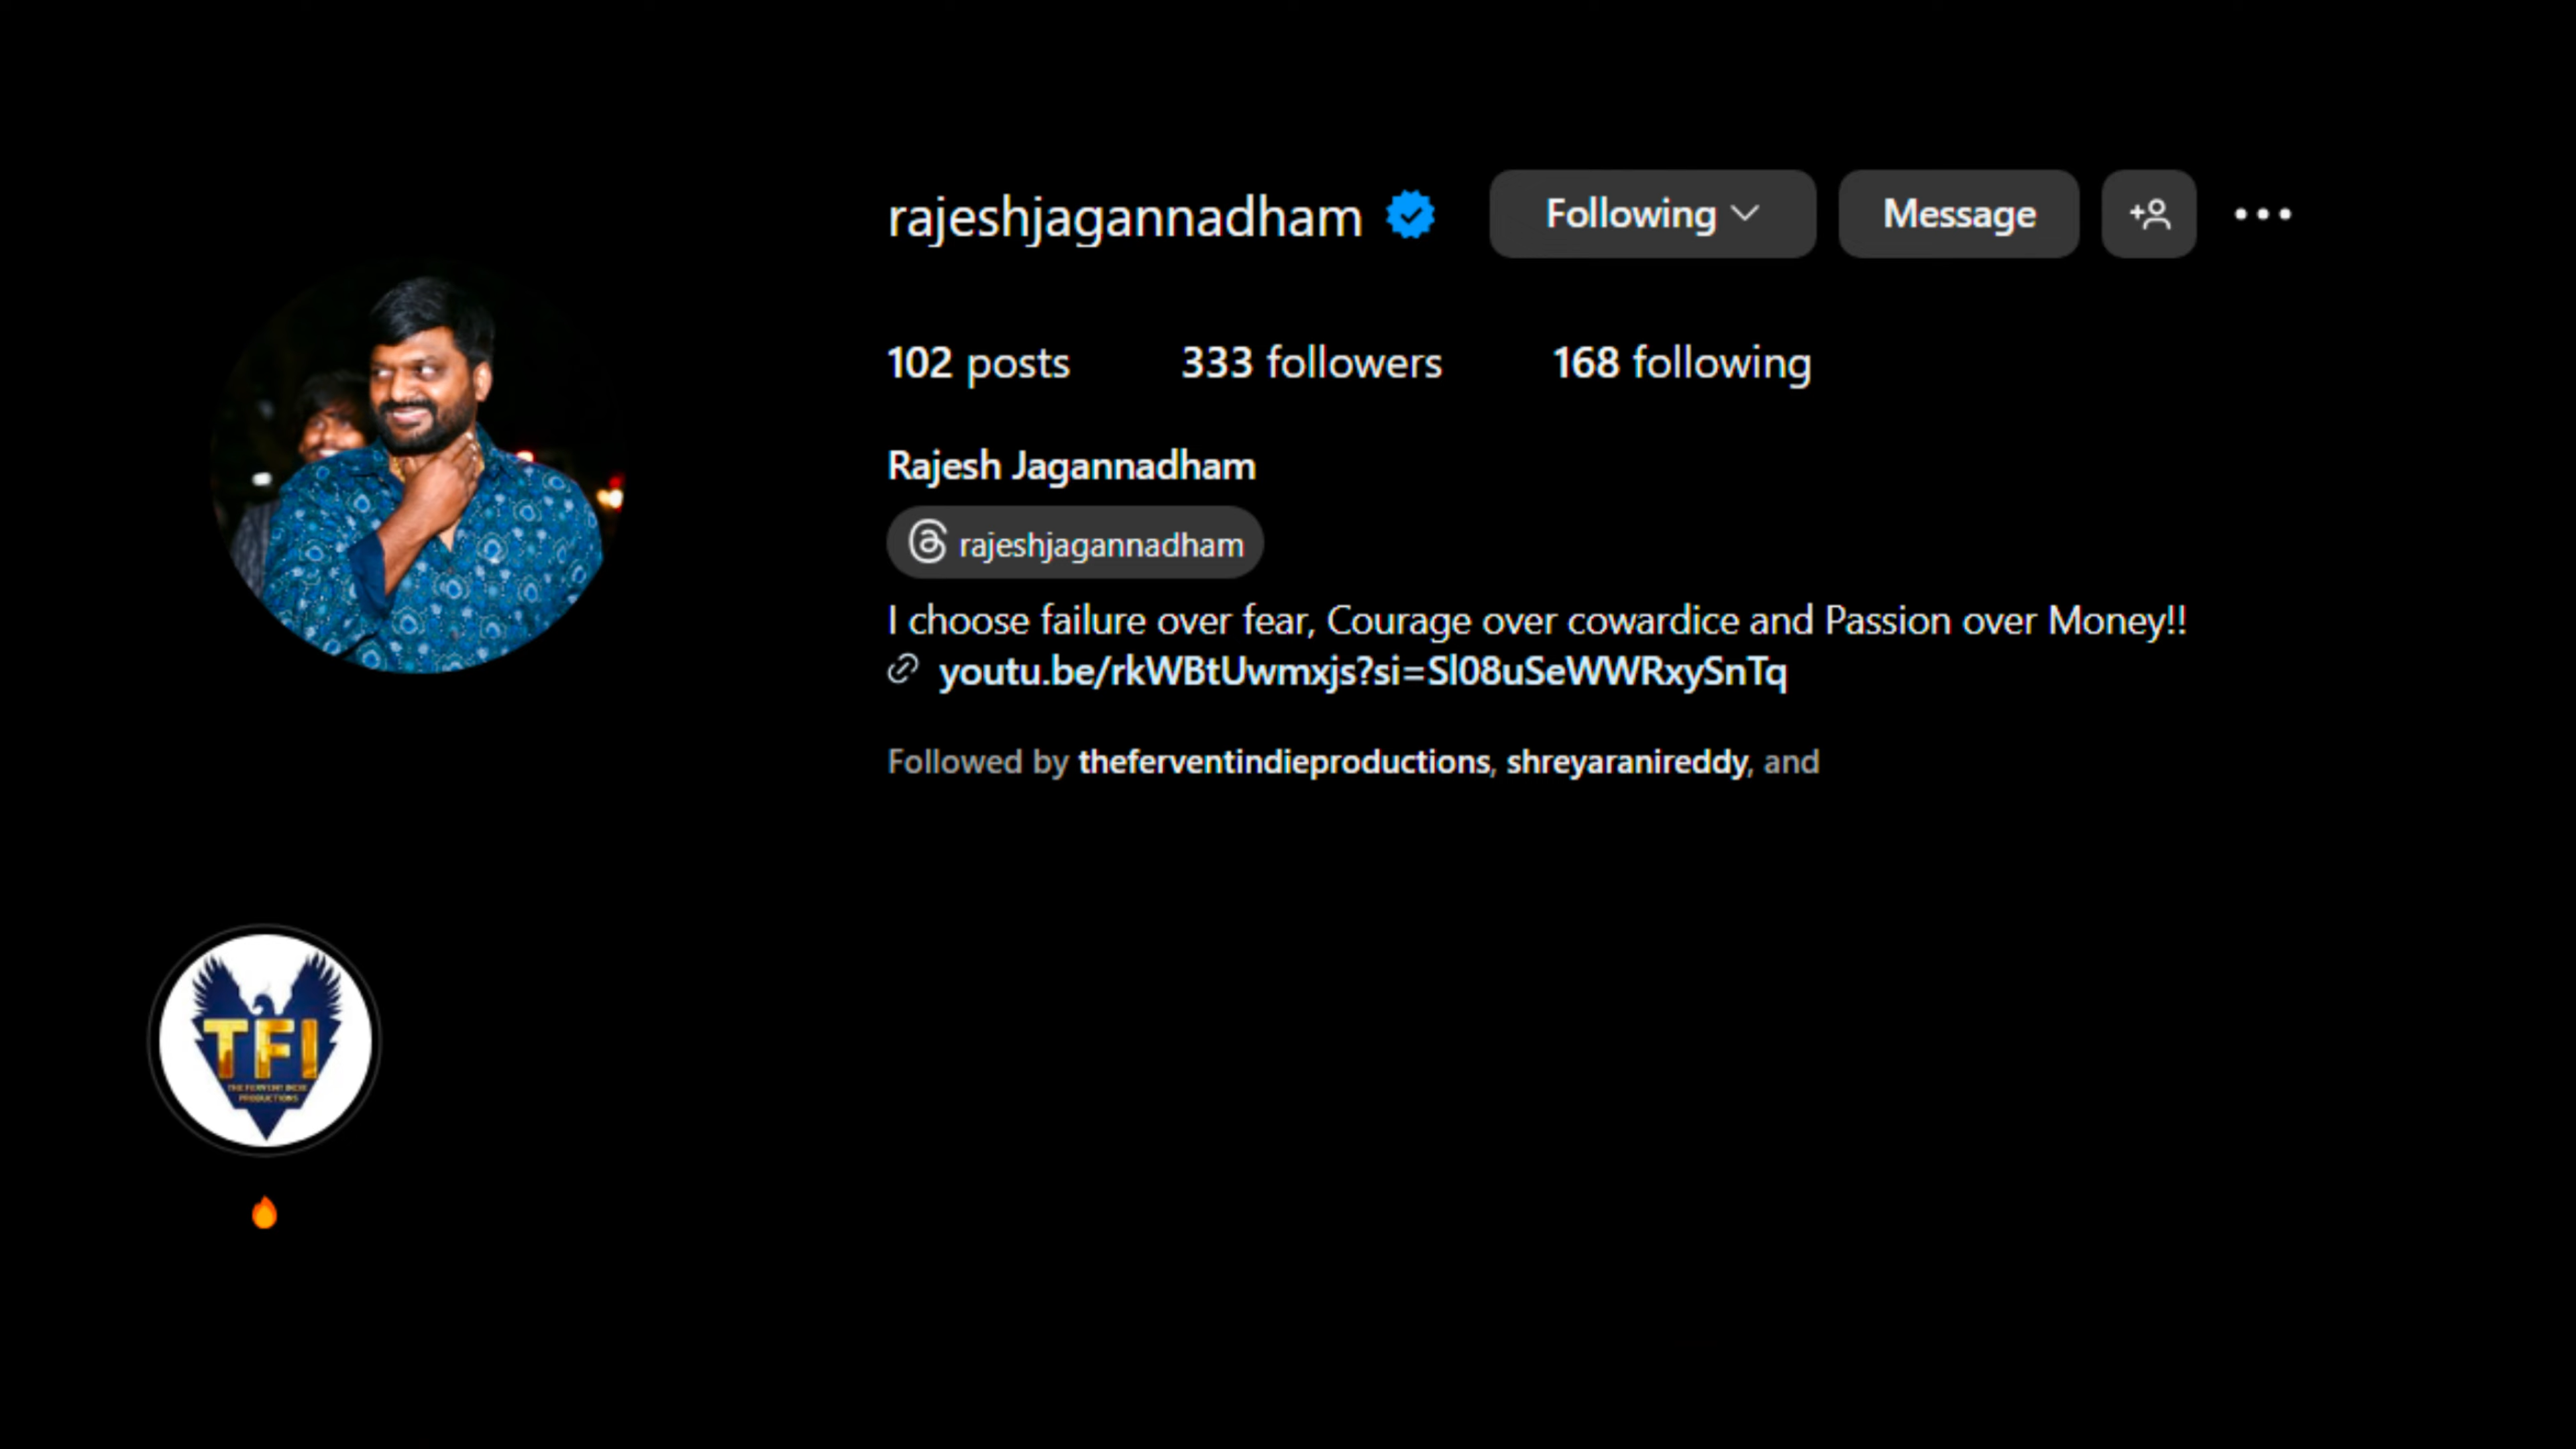 rajeshjagannadham
Following
Message
102 posts 333 followers 168 following
Rajesh Jagannadham
rajeshjagannadham
I choose failure over fear, Courage over cowardice and Passion over Money!!
youtu.be/rkWBtUwmxjs?si=Sl08uSeWWRxySnTq
Followed by theferventindieproductions, shreyaranireddy, and
TFI
THE FERVENT INDIE
PRODUCTIONS